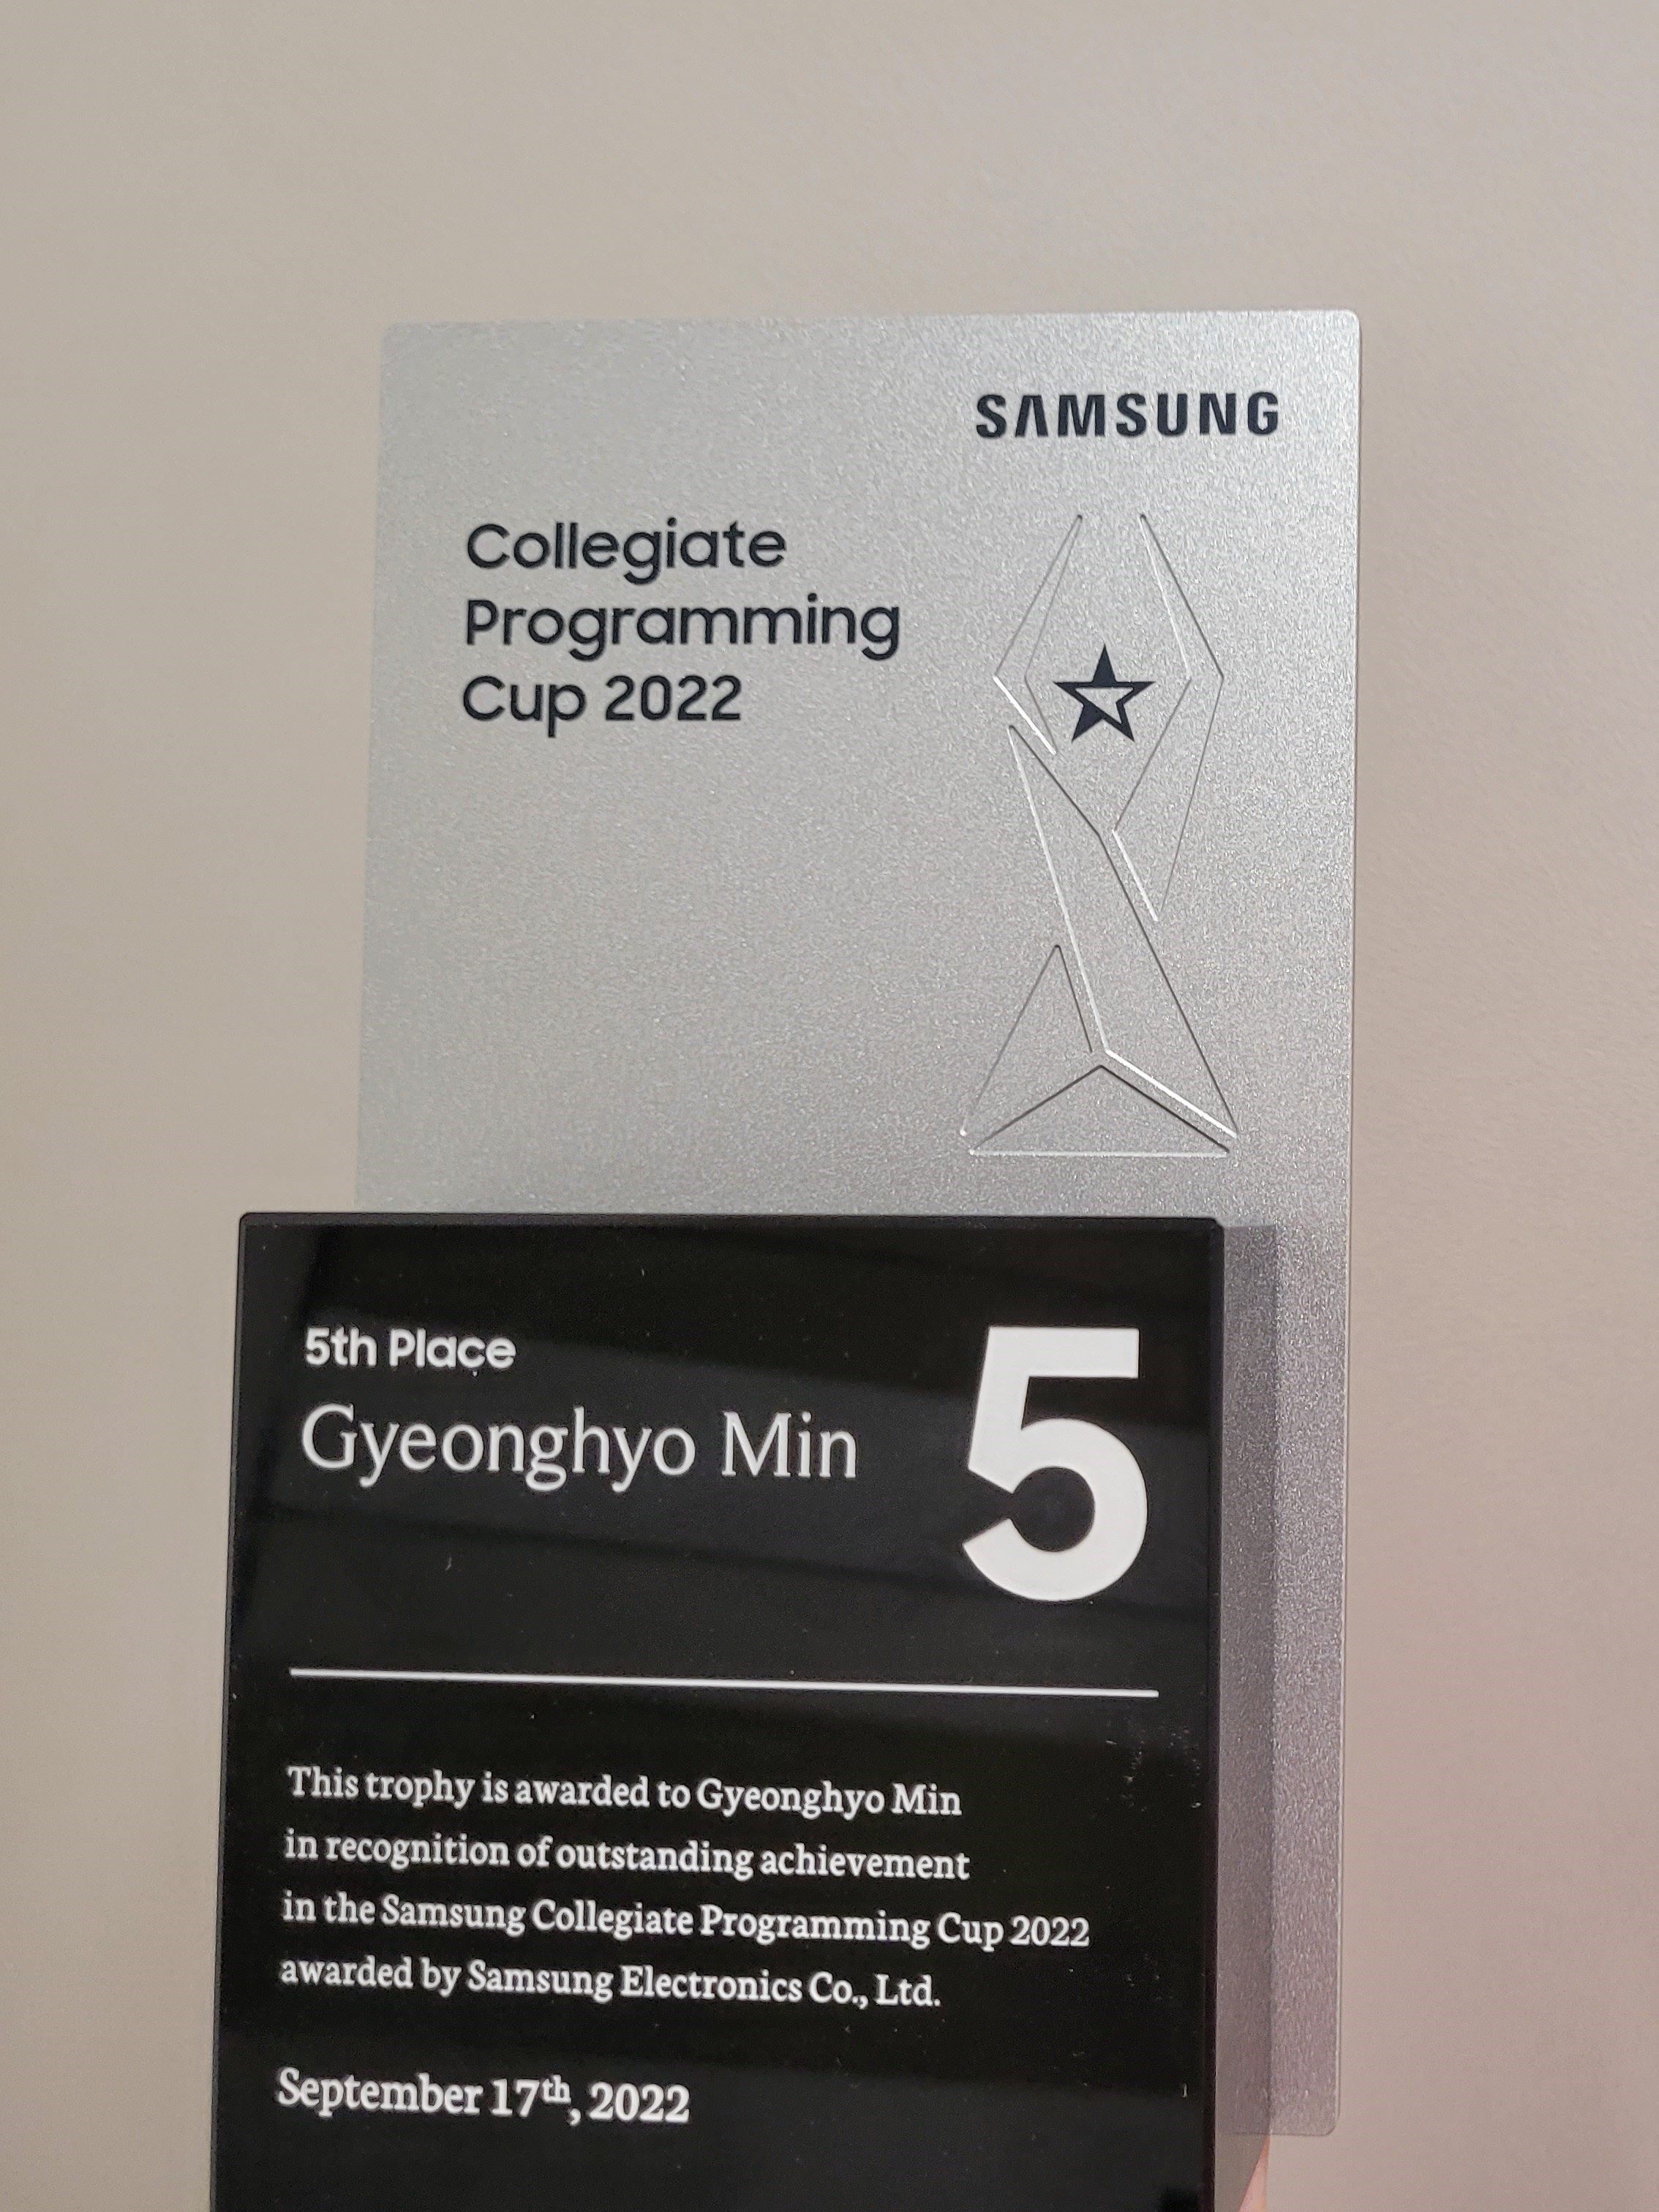 SAMSUNG
Collegiate
Programming
Cup 2022
5th Place
Gyeonghyo Min
5
This trophy is awarded to Gyeonghyo Min
in recognition of outstanding achievement
in the Samsung Collegiate Programming Cup 2022
awarded by Samsung Electronics Co., Ltd.
September 17th, 2022